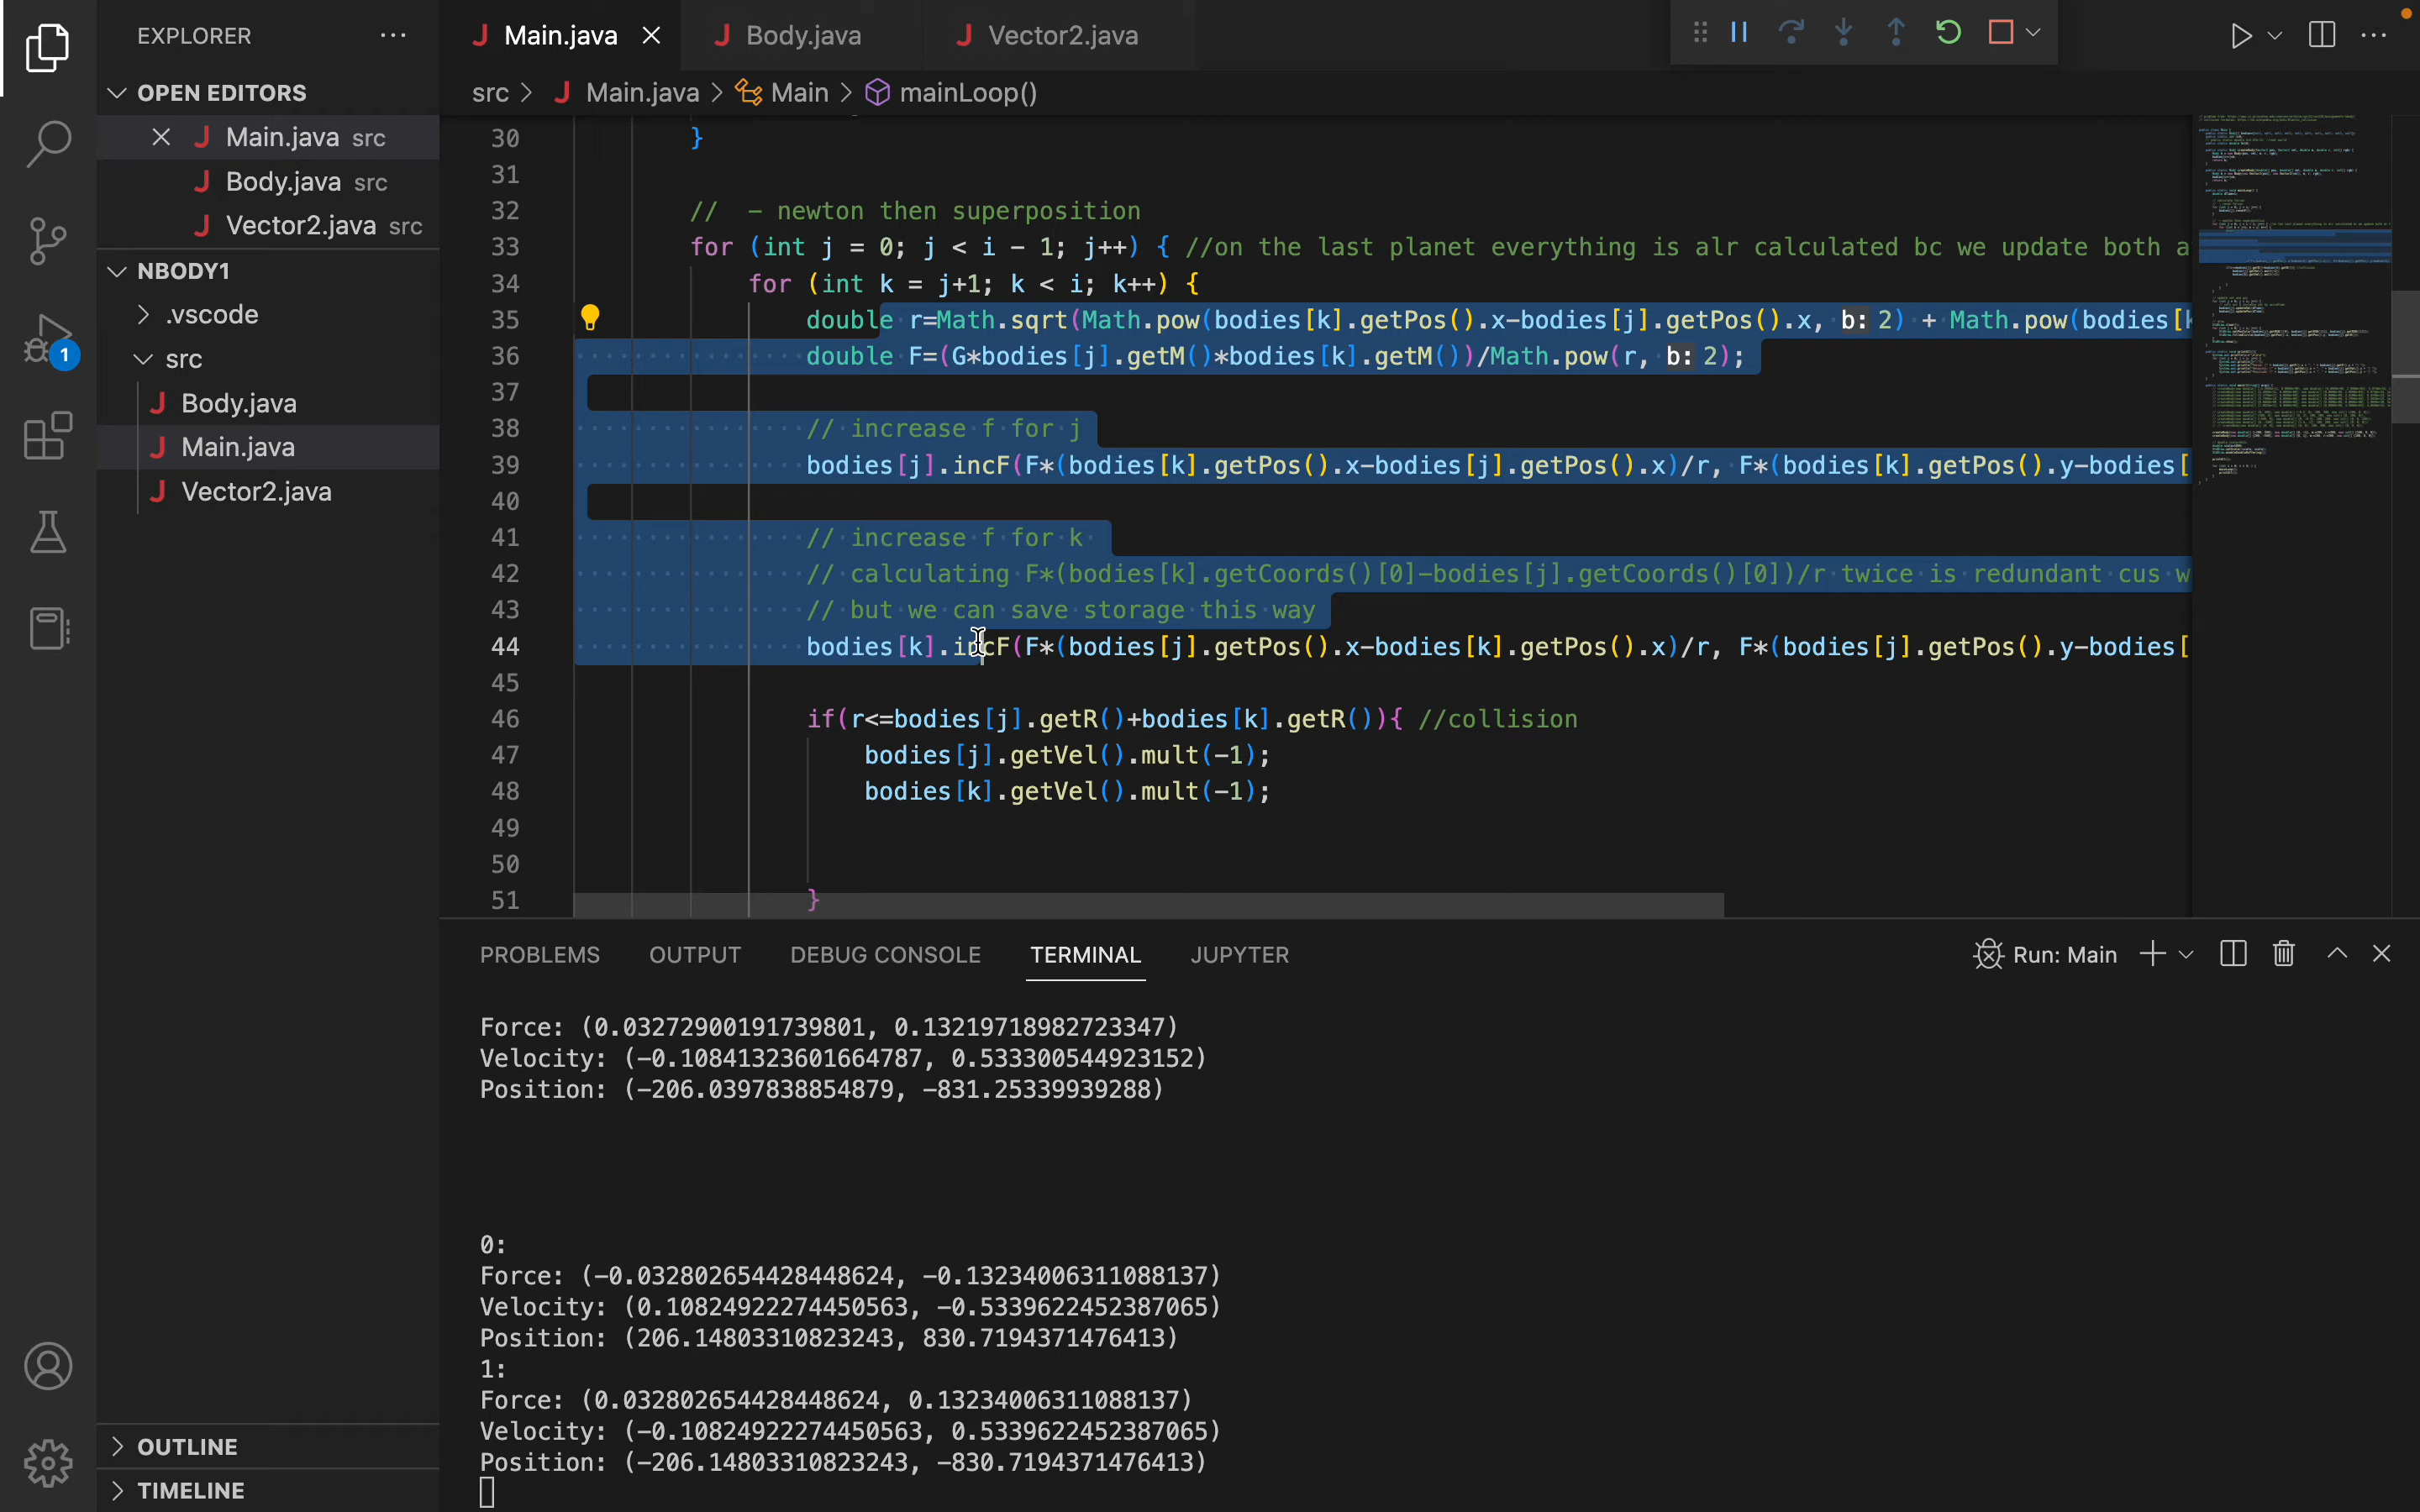 EXPLORER
OPEN EDITORS
Main.java src
Body.java src
Vector2.java src
NBODY1
.vscode
src
Body.java
Main.java
Vector2.java
OUTLINE
TIMELINE
1
Main.java
Body.java
Vector2.java
src > Main.java > Main > mainLoop()
30 }
31
32 //  - newton then superposition
33 for (int j = 0; j < i - 1; j++) { //on the last planet everything is alr calculated bc we update both a
34 for (int k = j+1; k < i; k++) {
35 double r=Math.sqrt(Math.pow(bodies[k].getPos().x-bodies[j].getPos().x, b: 2) + Math.pow(bodies[k
36 double F=(G*bodies[j].getM()*bodies[k].getM())/Math.pow(r, b: 2);
37
38 // increase f for j
39 bodies[j].incF(F*(bodies[k].getPos().x-bodies[j].getPos().x)/r, F*(bodies[k].getPos().y-bodies[
40
41 // increase f for k
42 // calculating F*(bodies[k].getCoords()[0]-bodies[j].getCoords()[0])/r twice is redundant cus w
43 // but we can save storage this way
44 bodies[k].incF(F*(bodies[j].getPos().x-bodies[k].getPos().x)/r, F*(bodies[j].getPos().y-bodies[
45
46 if(r<=bodies[j].getR()+bodies[k].getR()){ //collision
47 bodies[j].getVel().mult(-1);
48 bodies[k].getVel().mult(-1);
49
50
51 }
PROBLEMS OUTPUT DEBUG CONSOLE TERMINAL JUPYTER
Run: Main
Force: (0.03272900191739801, 0.13219718982723347)
Velocity: (-0.10841323601664787, 0.533300544923152)
Position: (-206.0397838854879, -831.25339939288)
0:
Force: (-0.032802654428448624, -0.13234006311088137)
Velocity: (0.10824922274450563, -0.5339622452387065)
Position: (206.14803310823243, 830.7194371476413)
1:
Force: (0.032802654428448624, 0.13234006311088137)
Velocity: (-0.10824922274450563, 0.5339622452387065)
Position: (-206.14803310823243, -830.7194371476413)